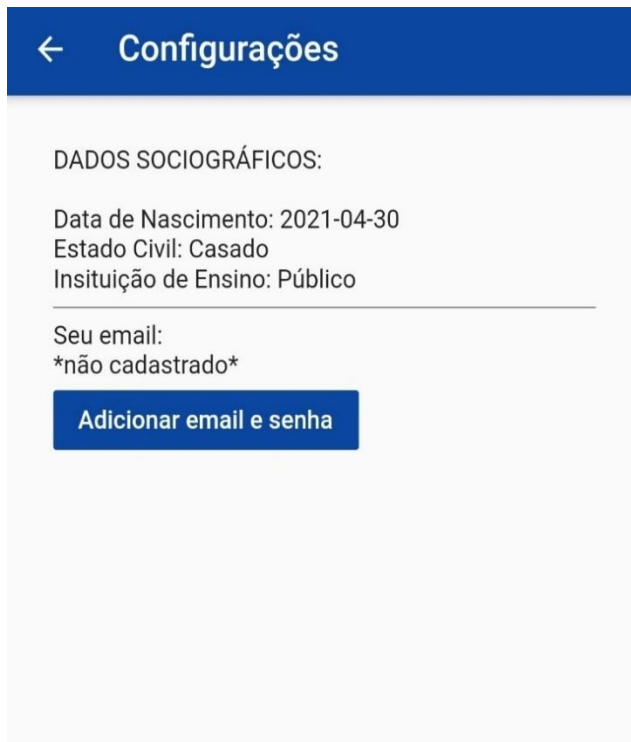 Configurações
DADOS SOCIOGRÁFICOS:
Data de Nascimento: 2021-04-30
Estado Civil: Casado
Insituição de Ensino: Público
Seu email:
*não cadastrado*
Adicionar email e senha